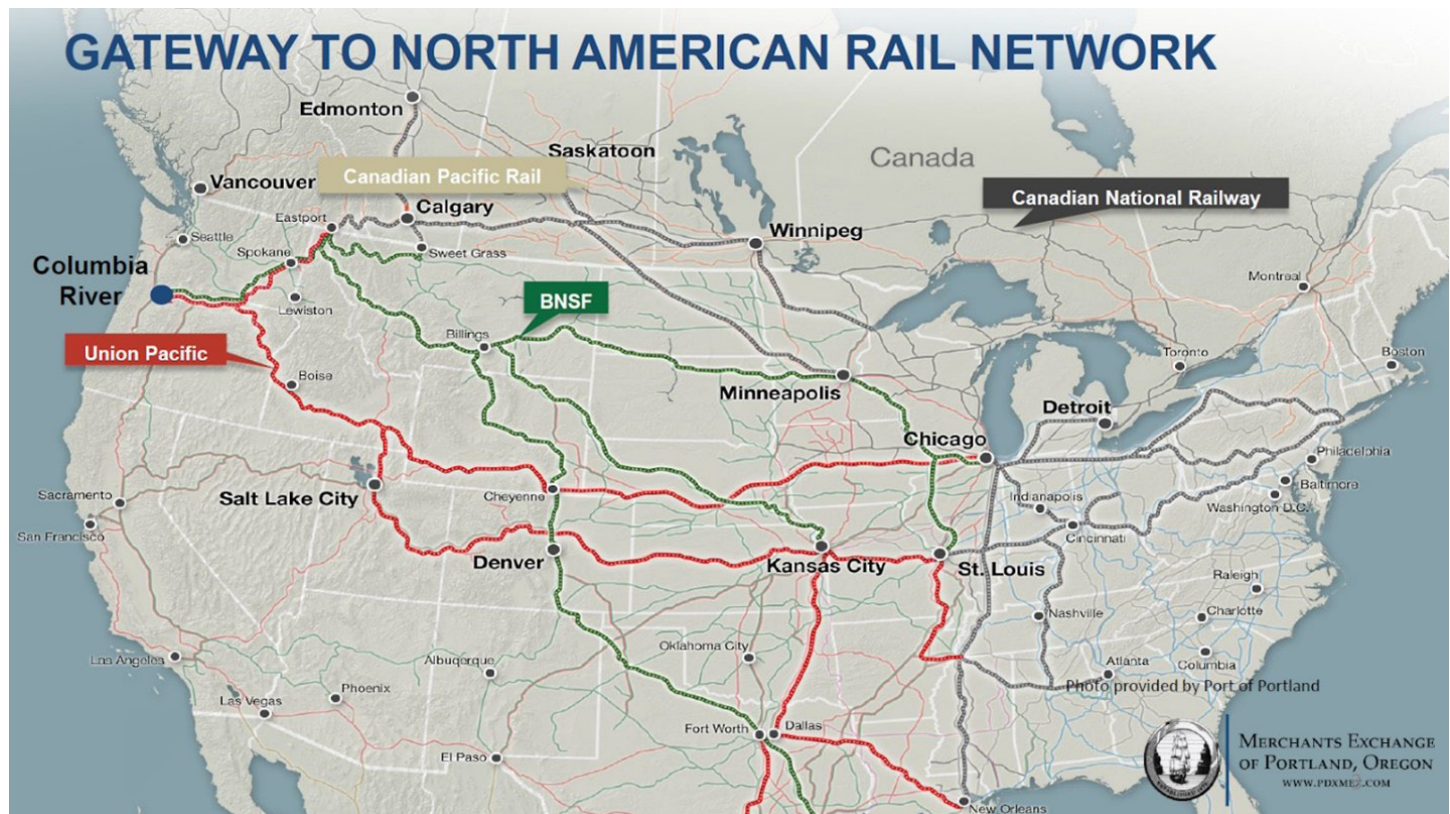 GATEWAY TO NORTH AMERICAN RAIL NETWORK
Edmonton
Saskatoon
Canada
Vancouver
Canadian Pacific Rail
Canadian National Railway
Calgary
Eastport
Winnipeg
Seattle
Spokane
Sweet Grass
Columbia
River
Montreal
Lewiston
BNSF
Billings
Union Pacific
Toronto
Boston
Boise
Minneapolis
Detroit
Chicago
Philadelphia
Salt Lake City
Cheyenne
Baltimore
Sacramento
Indianapolis
Washington D.C.
San Francisco
Cincinnati
Denver
Kansas City
St. Louis
Raleigh
Nashville
Charlotte
Oklahoma City
Los Angeles
Albuqerque
Atlanta
Columbia
Photo provided by Port of Portland
Phoenix
Las Vegas
Fort Worth
Dallas
El Paso
MERCHANTS EXCHANGE
OF PORTLAND, OREGON
WWW.PDXMEX.COM
New Orleans